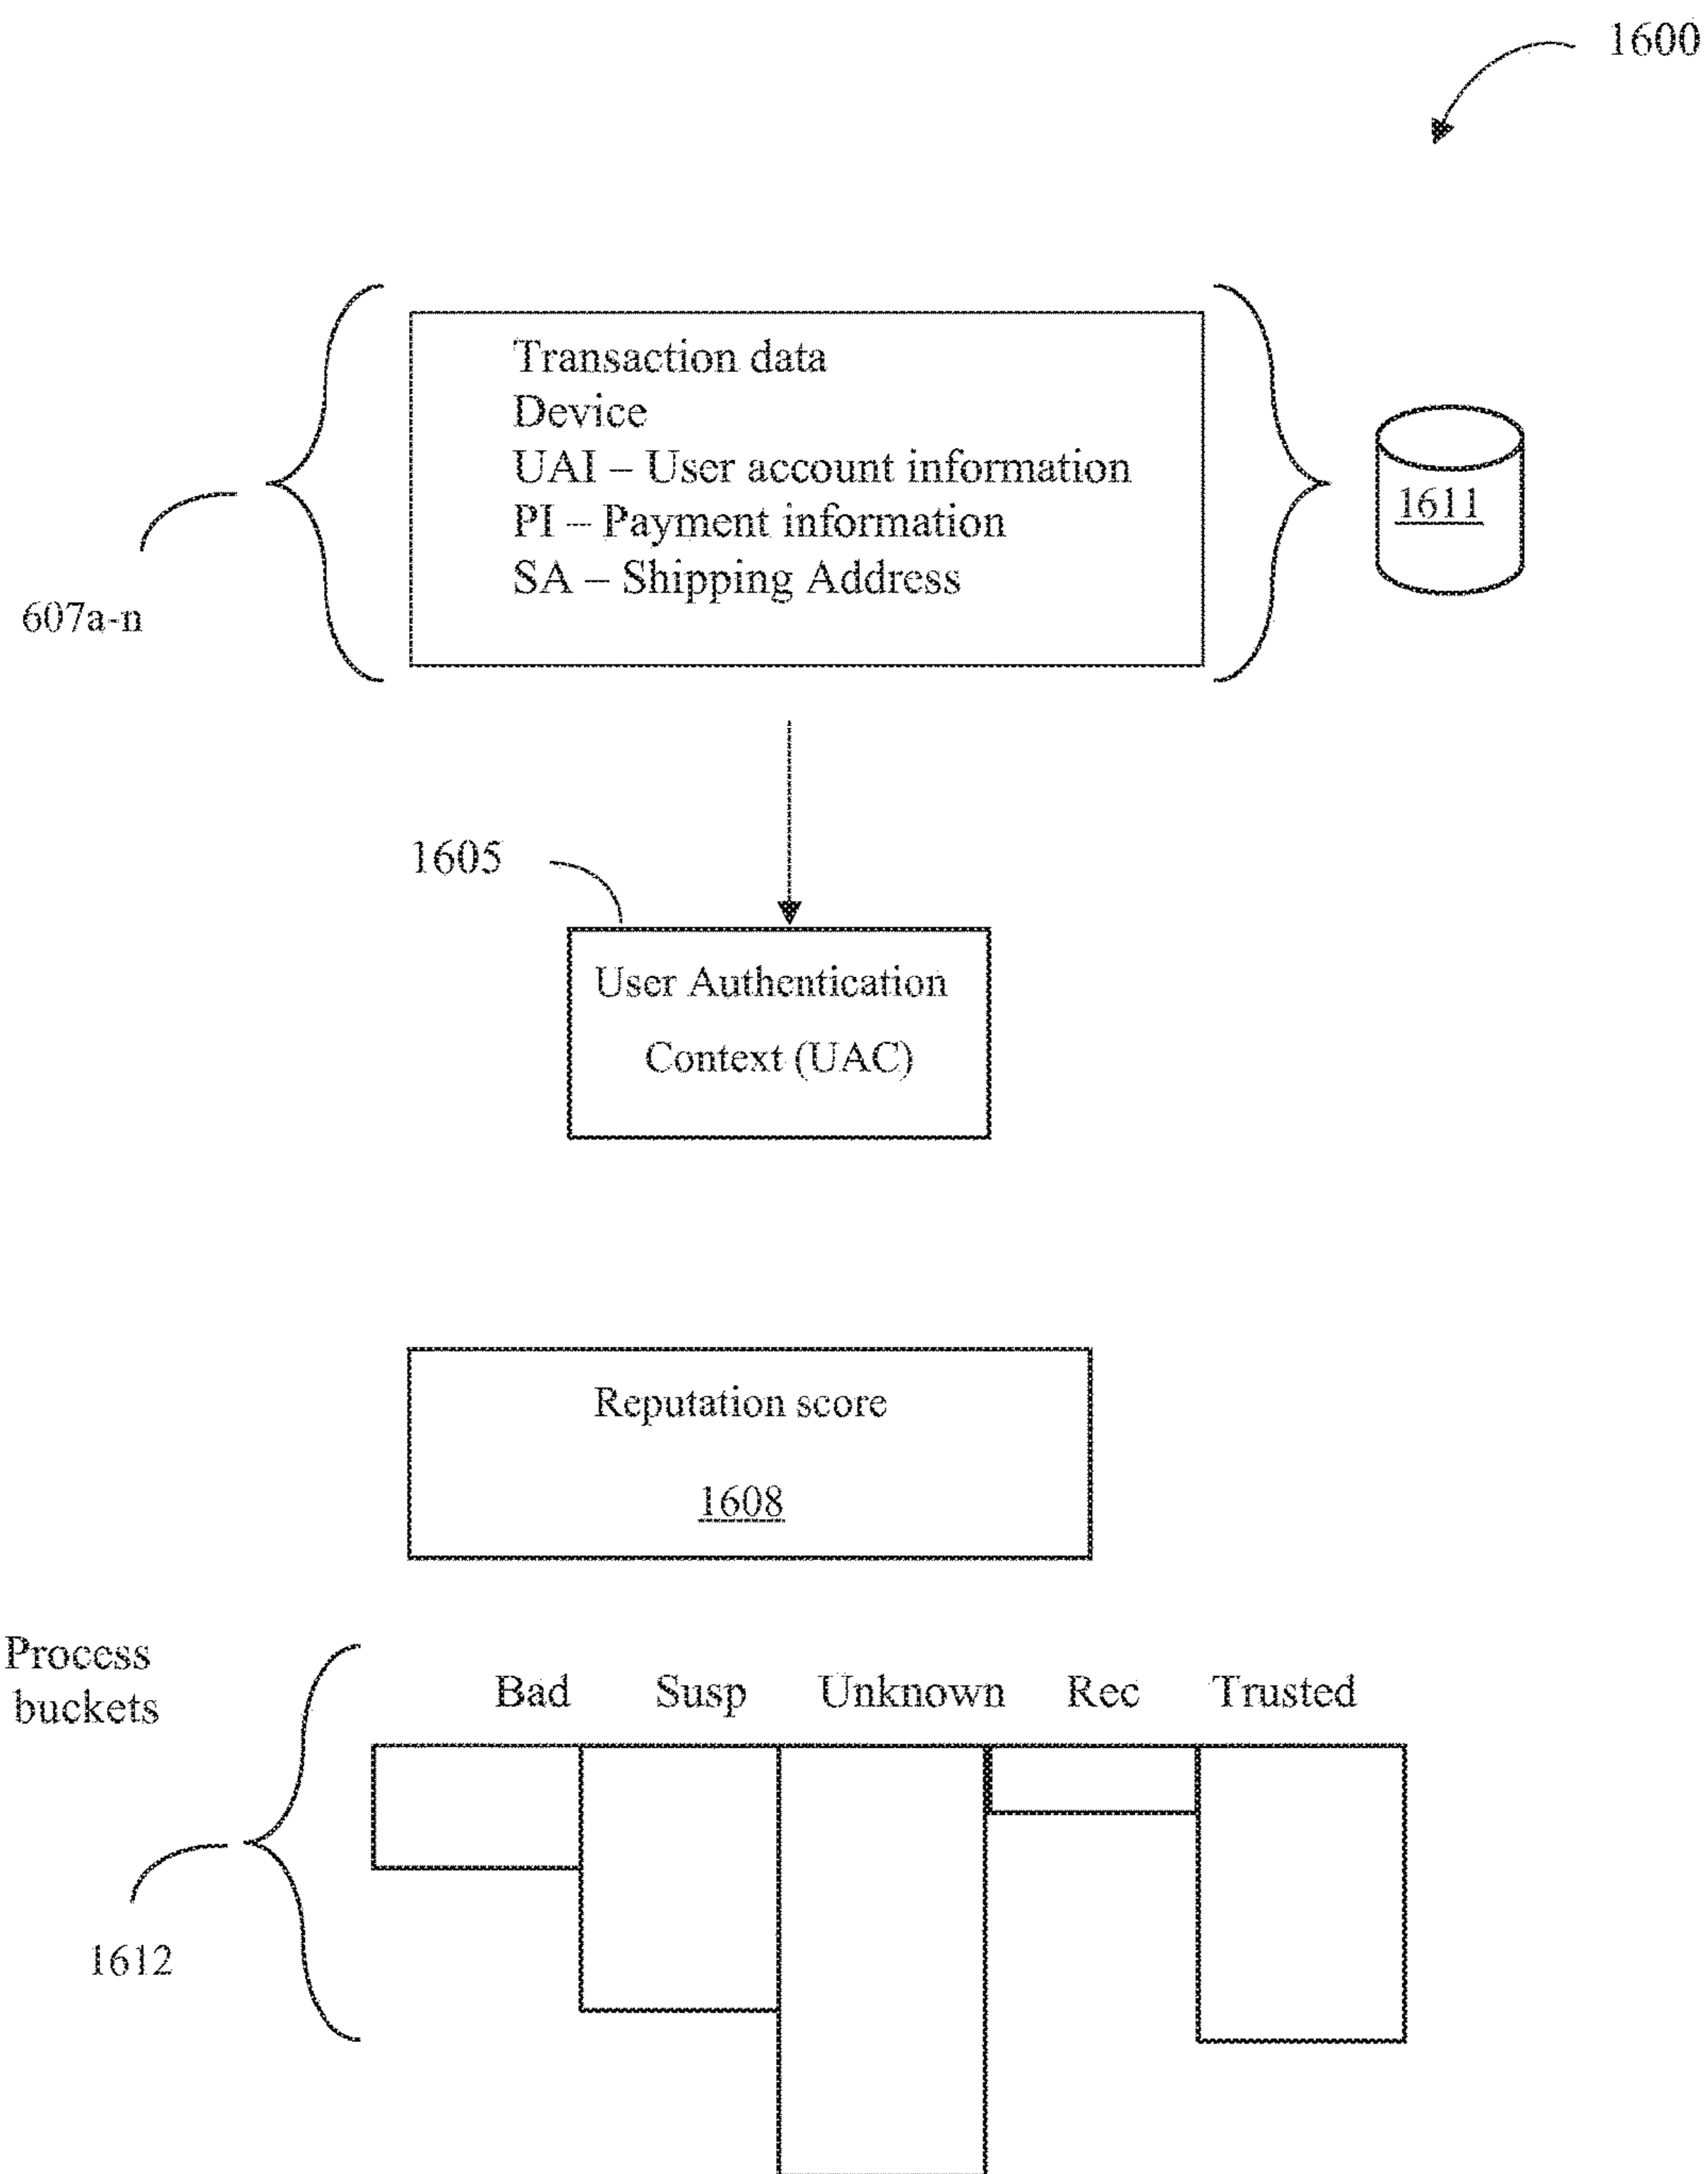 1600
Transaction data
Device
UAI – User account information
PI – Payment information
SA – Shipping Address
1611
607a-n
1605
User Authentication
Context (UAC)
Reputation score
1608
Process
buckets
Bad Susp Unknown Rec Trusted
1612